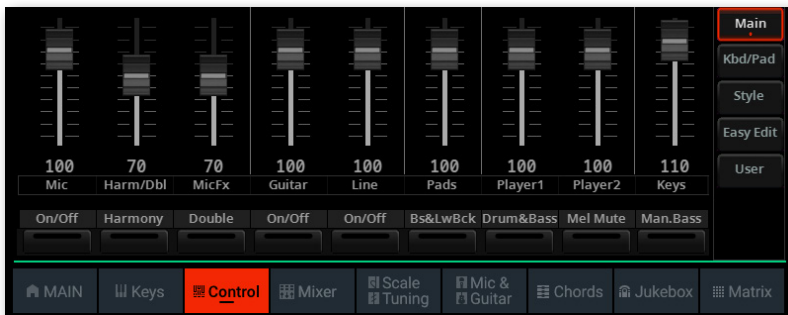 Main
Kbd/Pad
Style
Easy Edit
User
100 70 70 100 100 100 100 100 110
Mic Harm/Dbl MicFx Guitar Line Pads Player1 Player2 Keys
On/Off Harmony Double On/Off On/Off Bs&LwBck Drum&Bass Mel Mute Man.Bass
MAIN Keys Control Mixer Scale Tuning Mic & Guitar Chords Jukebox Matrix